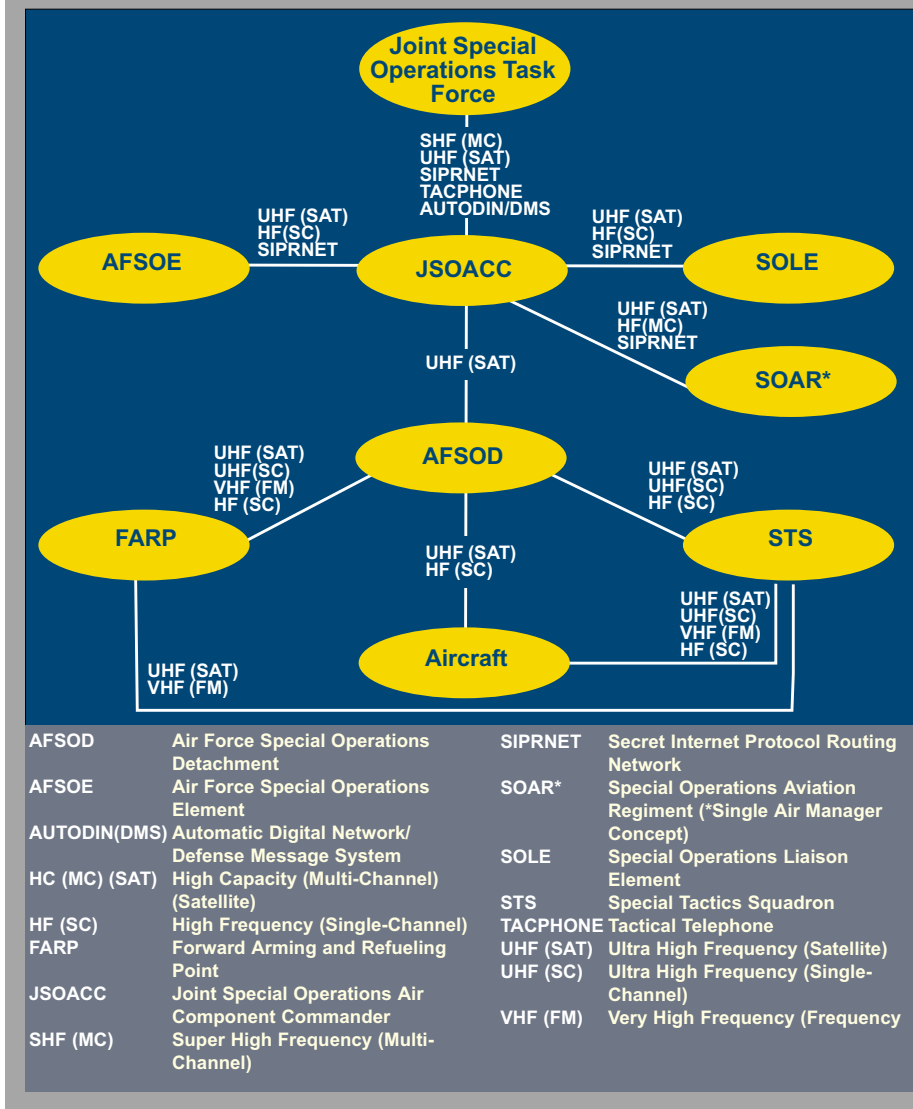 Joint Special
Operations Task
Force
SHF (MC)
UHF (SAT)
SIPRNET
TACPHONE
AUTODIN/DMS
UHF (SAT)
HF(SC)
SIPRNET
UHF (SAT)
HF(SC)
SIPRNET
AFSOE
JSOACC
SOLE
UHF (SAT)
HF(MC)
SIPRNET
SOAR*
UHF (SAT)
AFSOD
UHF (SAT)
UHF(SC)
VHF (FM)
HF (SC)
UHF (SAT)
UHF(SC)
HF (SC)
FARP
STS
UHF (SAT)
HF (SC)
UHF (SAT)
UHF(SC)
VHF (FM)
HF (SC)
Aircraft
UHF (SAT)
VHF (FM)
AFSOD Air Force Special Operations
Detachment
AFSOE Air Force Special Operations
Element
AUTODIN(DMS) Automatic Digital Network/
Defense Message System
HC (MC) (SAT) High Capacity (Multi-Channel)
(Satellite)
HF (SC) High Frequency (Single-Channel)
FARP Forward Arming and Refueling
Point
JSOACC Joint Special Operations Air
Component Commander
SHF (MC) Super High Frequency (Multi-
Channel)
SIPRNET Secret Internet Protocol Routing
Network
SOAR* Special Operations Aviation
Regiment (*Single Air Manager
Concept)
SOLE Special Operations Liaison
Element
STS Special Tactics Squadron
TACPHONE Tactical Telephone
UHF (SAT) Ultra High Frequency (Satellite)
UHF (SC) Ultra High Frequency (Single-
Channel)
VHF (FM) Very High Frequency (Frequency